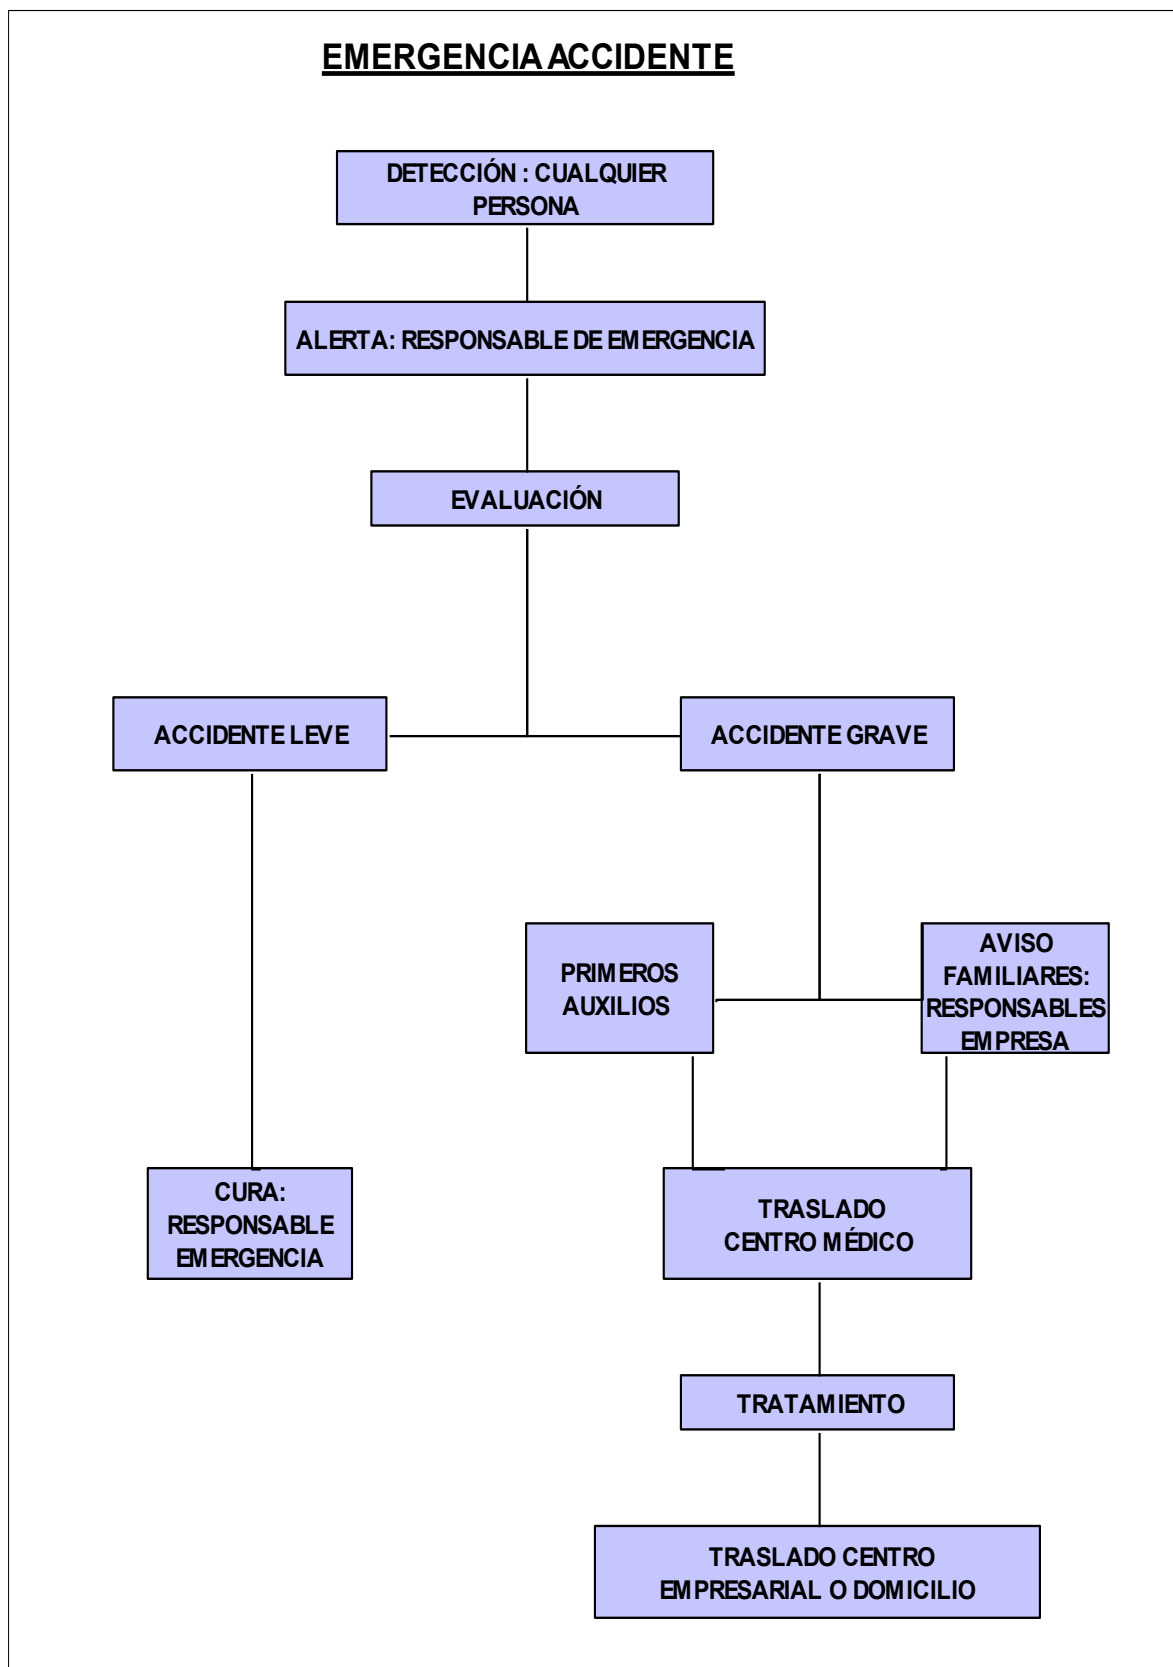 EMERGENCIA ACCIDENTE
DETECCIÓN : CUALQUIER
PERSONA
ALERTA: RESPONSABLE DE EMERGENCIA
EVALUACIÓN
ACCIDENTE LEVE
ACCIDENTE GRAVE
PRIMEROS
AUXILIOS
AVISO
FAMILIARES:
RESPONSABLES
EMPRESA
CURA:
RESPONSABLE
EMERGENCIA
TRASLADO
CENTRO MÉDICO
TRATAMIENTO
TRASLADO CENTRO
EMPRESARIAL O DOMICILIO